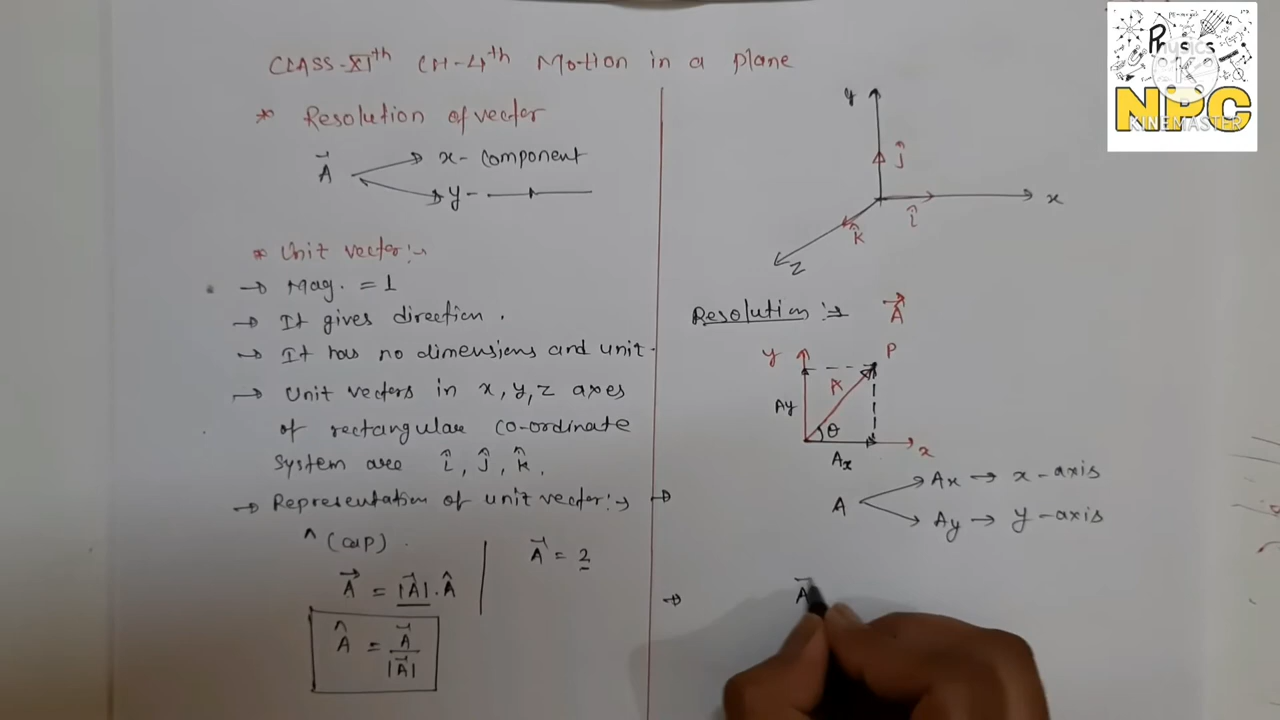 CLASS-XIth CH-4th Motion in a plane
* Resolution of vector
A⃗
x- component
y-
* Unit vector:→
→ Mag. = 1
→ It gives direction.
→ It has no dimensions and unit.
→ Unit vectors in x, y, z axes
of rectangular co-ordinate
system are î, ĵ, k̂.
→ Representation of unit vector:→
^ (cap).
A⃗ = |A⃗|.Â
A⃗ = 2
Â = A⃗/|A⃗|
y
ĵ
x
î
k̂
z
Resolution:→ A⃗
y
P
A
Ay
θ
Ax
x
A
Ax → x-axis
Ay → y-axis
A⃗
Physics
K
NPC
KINEMASTER